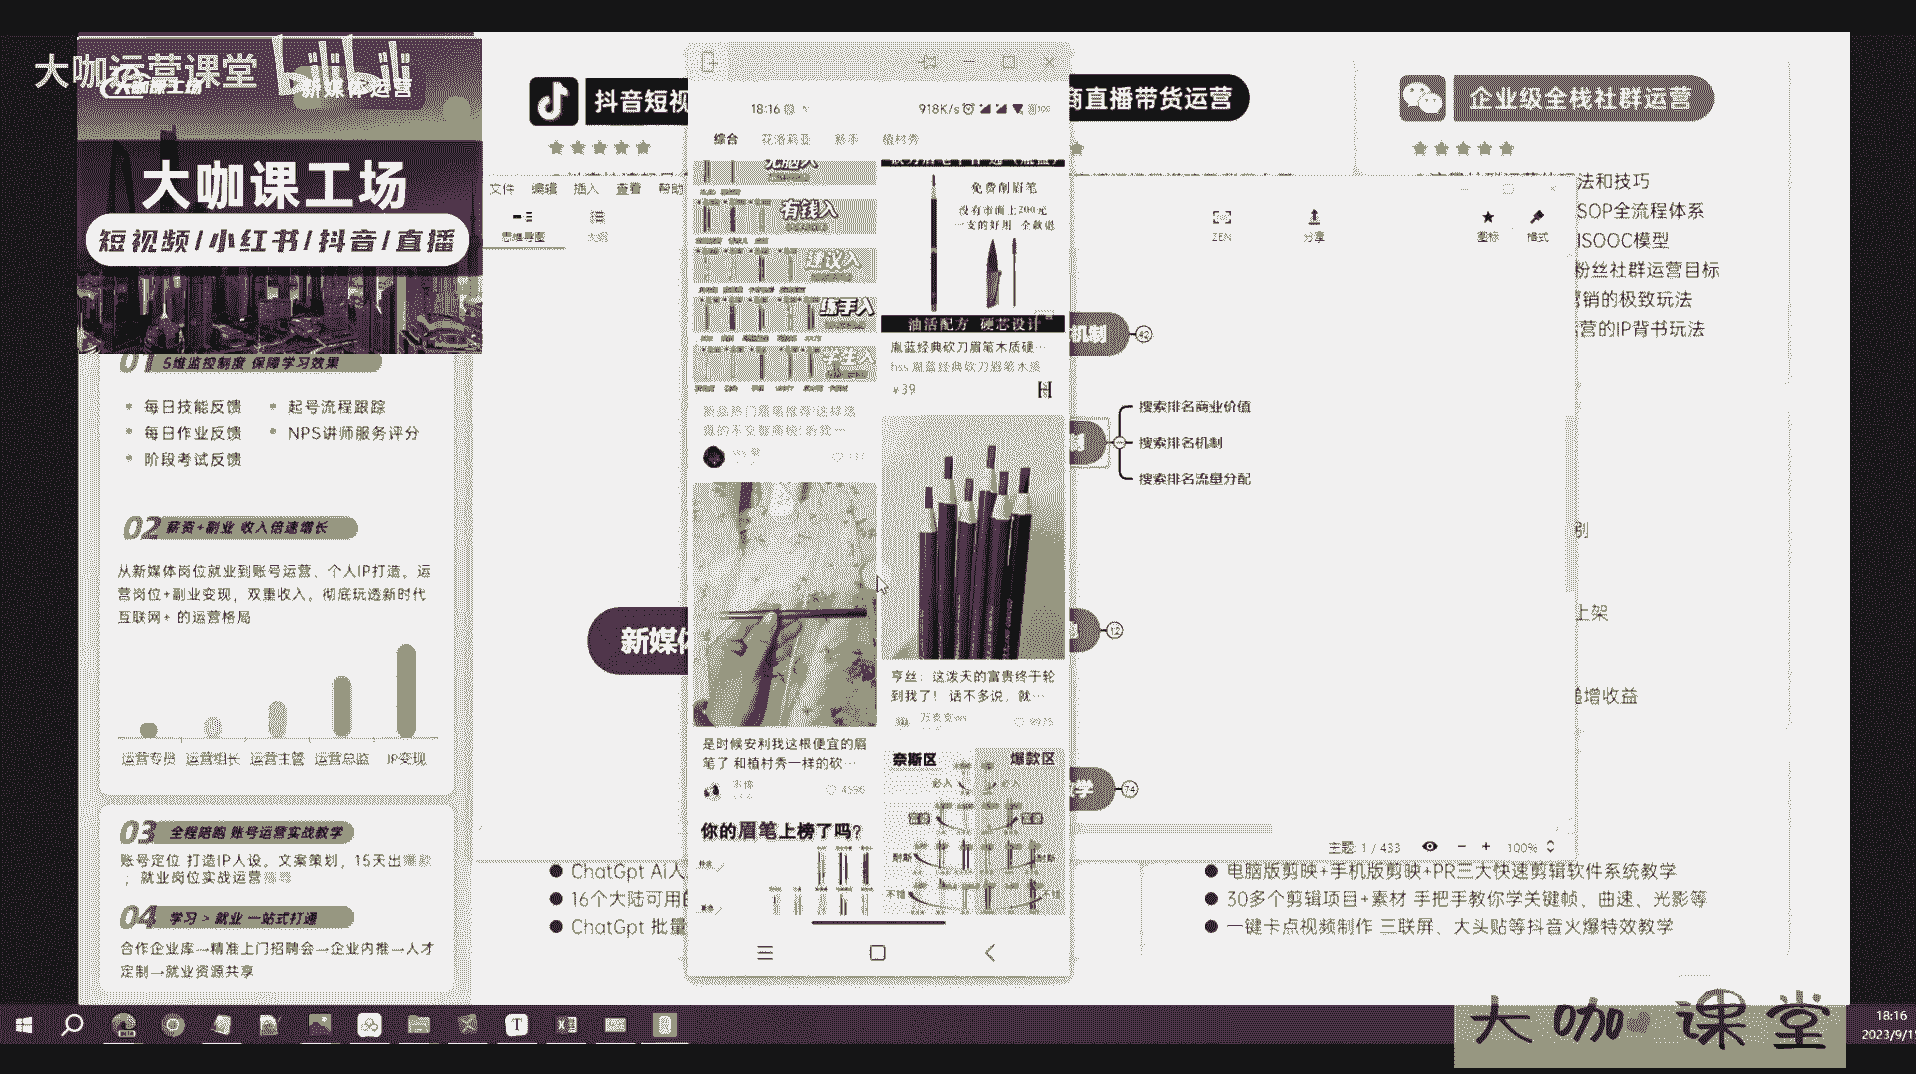 大咖运营课堂
bilibili
大咖课工场
新媒体运营
大咖课工场
短视频/小红书/抖音/直播
01 5维监控制度 保障学习效果
每日技能反馈
起号流程跟踪
每日作业反馈
NPS讲师服务评分
阶段考试反馈
02 薪资+副业 收入倍速增长
从新媒体岗位就业到账号运营、个人IP打造。运
营岗位+副业变现，双重收入。彻底玩透新时代
互联网+ 的运营格局
运营专员 运营组长 运营主管 运营总监 IP变现
03 全程陪跑 账号运营实战教学
账号定位 打造IP人设。文案策划，15天出爆款
；就业岗位实战运营
04 学习 > 就业 一站式打通
合作企业库→精准上门招聘会→企业内推→人才
定制→就业资源共享
抖音短视
商直播带货运营
企业级全栈社群运营
法和技巧
SOP全流程体系
ISOOC模型
粉丝社群运营目标
营销的极致玩法
营的IP背书玩法
别
上架
递增收益
文件 编辑 插入 查看 帮助
思维导图 大纲
ZEN 分享 图标 格式
新媒体
机制 42
搜索排名商业价值
搜索排名机制
搜索排名流量分配
12
学 74
主题: 1 / 433
100%
18:16
918K/s
综合 花洛莉亚 新手 植村秀
无脑入
有钱入
建议入
练手入
学生入
免费削眉笔
没有市面上200元
一支的好用 全额退
油活配方 硬芯设计
胤蓝经典砍刀眉笔木质硬…
hss 胤蓝经典砍刀眉笔木质
¥39
亨丝：这泼天的富贵终于轮
到我了！ 话不多说，就…
9975
是时候安利我这根便宜的眉
笔了 和植村秀一样的砍…
4596
奈斯区 爆款区
必入
耐斯
你的眉笔上榜了吗?
ChatGpt AI人
16个大陆可用的
ChatGpt 批量
电脑版剪映+手机版剪映+PR三大快速剪辑软件系统教学
30多个剪辑项目+素材 手把手教你学关键帧、曲速、光影等
一键卡点视频制作 三联屏、大头贴等抖音火爆特效教学
大咖课堂
18:16
2023/9/15